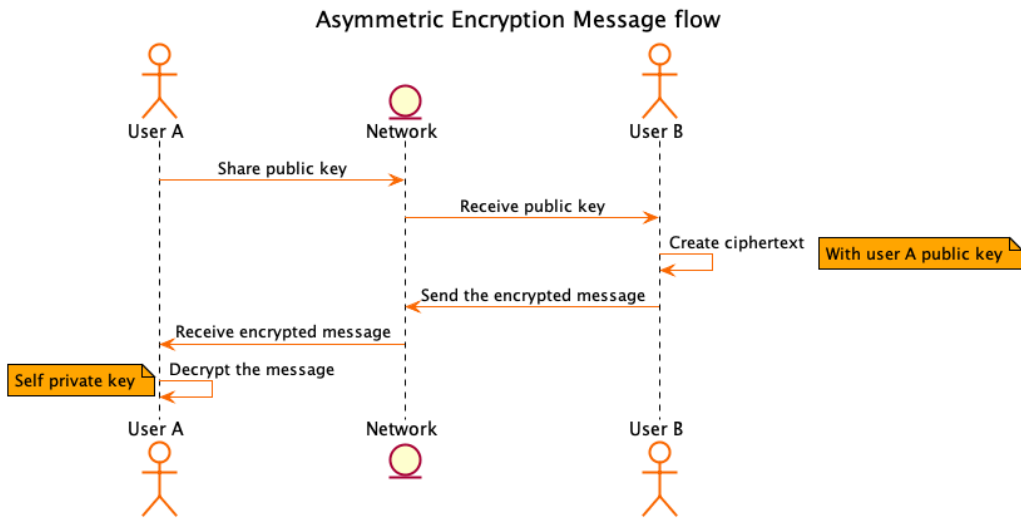 Asymmetric Encryption Message flow
User A
Network
User B
Share public key
Receive public key
Create ciphertext
With user A public key
Send the encrypted message
Receive encrypted message
Self private key
Decrypt the message
User A
Network
User B